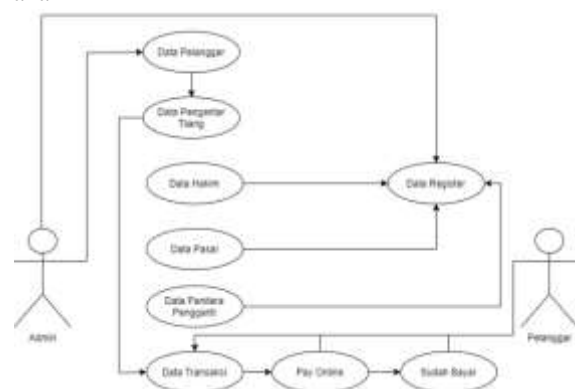 Data Pelanggar
Data Pengantar
Tilang
Data Hakim
Data Register
Data Pasal
Data Panitera
Pengganti
Admin
Pelanggar
Data Transaksi
Pay Online
Sudah Bayar